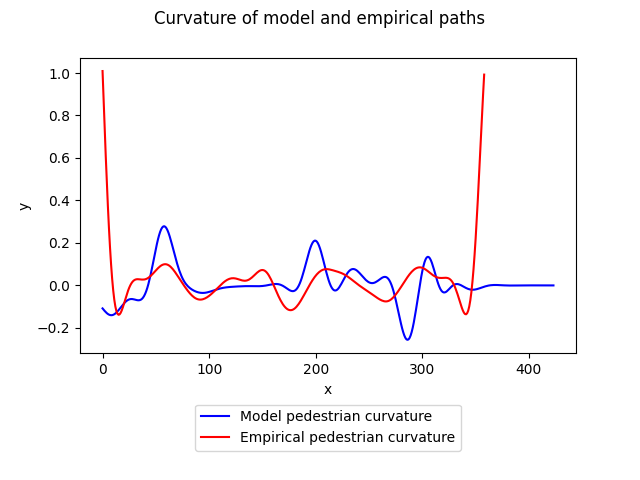 Curvature of model and empirical paths
1.0
0.8
0.6
0.4
0.2
0.0
−0.2
y
0 100 200 300 400
x
Model pedestrian curvature
Empirical pedestrian curvature